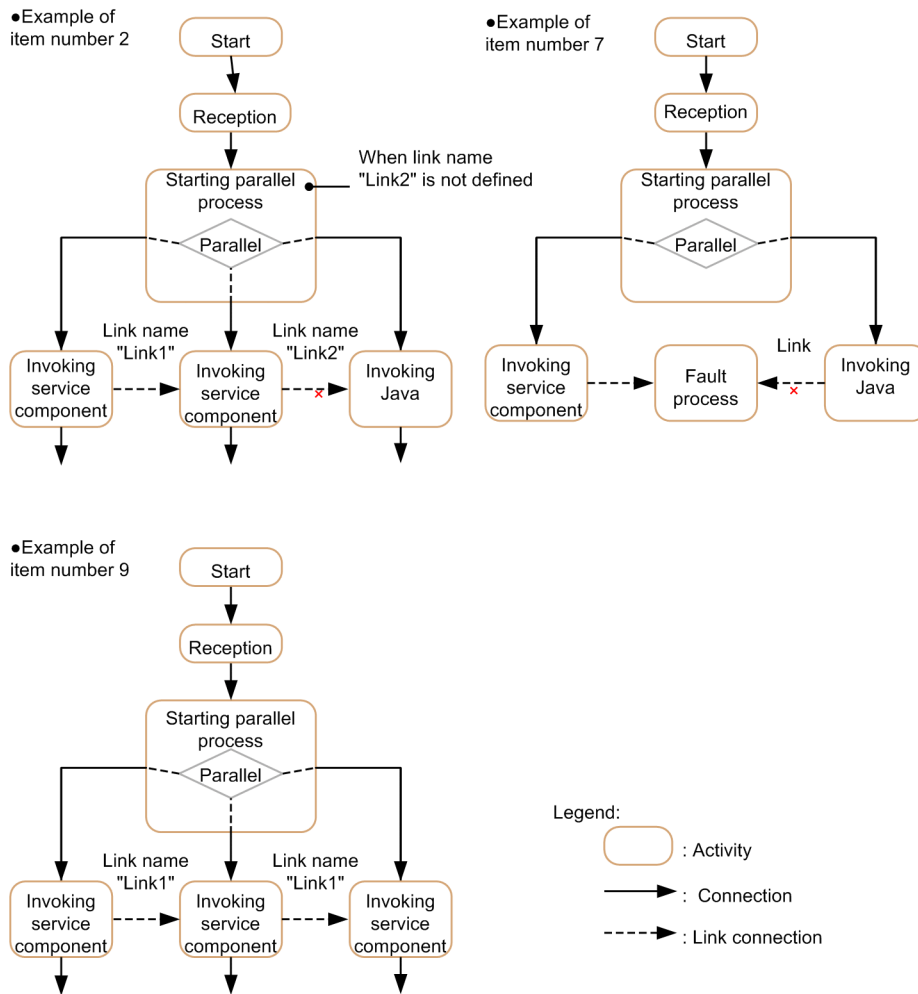 ●Example of
item number 2
Start
Reception
When link name
"Link2" is not defined
Starting parallel
process
Parallel
Link name
"Link1"
Link name
"Link2"
Invoking
service
component
Invoking
service
component
Invoking
Java
●Example of
item number 7
Start
Reception
Starting parallel
process
Parallel
Link
Invoking
service
component
Fault
process
Invoking
Java
●Example of
item number 9
Start
Reception
Starting parallel
process
Parallel
Link name
"Link1"
Link name
"Link1"
Invoking
service
component
Invoking
service
component
Invoking
service
component
Legend:
: Activity
: Connection
: Link connection